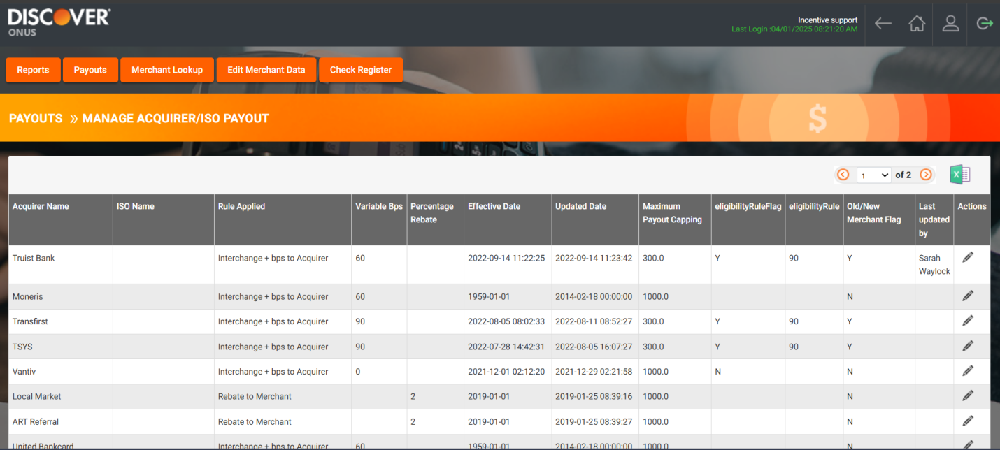 DISCOVER
ONUS
Incentive support
Last Login :04/01/2025 08:21:20 AM
Reports Payouts Merchant Lookup Edit Merchant Data Check Register
PAYOUTS » MANAGE ACQUIRER/ISO PAYOUT
$
1 of 2
X
Acquirer Name ISO Name Rule Applied Variable Bps Percentage Rebate Effective Date Updated Date Maximum Payout Capping eligibilityRuleFlag eligibilityRule Old/New Merchant Flag Last updated by Actions
Truist Bank Interchange + bps to Acquirer 60 2022-09-14 11:22:25 2022-09-14 11:23:42 300.0 Y 90 Y Sarah Waylock
Moneris Interchange + bps to Acquirer 60 1959-01-01 2014-02-18 00:00:00 1000.0 N
Transfirst Interchange + bps to Acquirer 90 2022-08-05 08:02:33 2022-08-11 08:52:27 300.0 Y 90 Y
TSYS Interchange + bps to Acquirer 90 2022-07-28 14:42:31 2022-08-05 16:07:27 300.0 Y 90 Y
Vantiv Interchange + bps to Acquirer 0 2021-12-01 02:12:20 2021-12-29 02:21:58 1000.0 N N
Local Market Rebate to Merchant 2 2019-01-01 2019-01-25 08:39:16 1000.0 N
ART Referral Rebate to Merchant 2 2019-01-01 2019-01-25 08:39:27 1000.0 N
United Bankcard Interchange + bps to Acquirer 60 1959-01-01 2014-02-18 00:00:00 1000.0 N